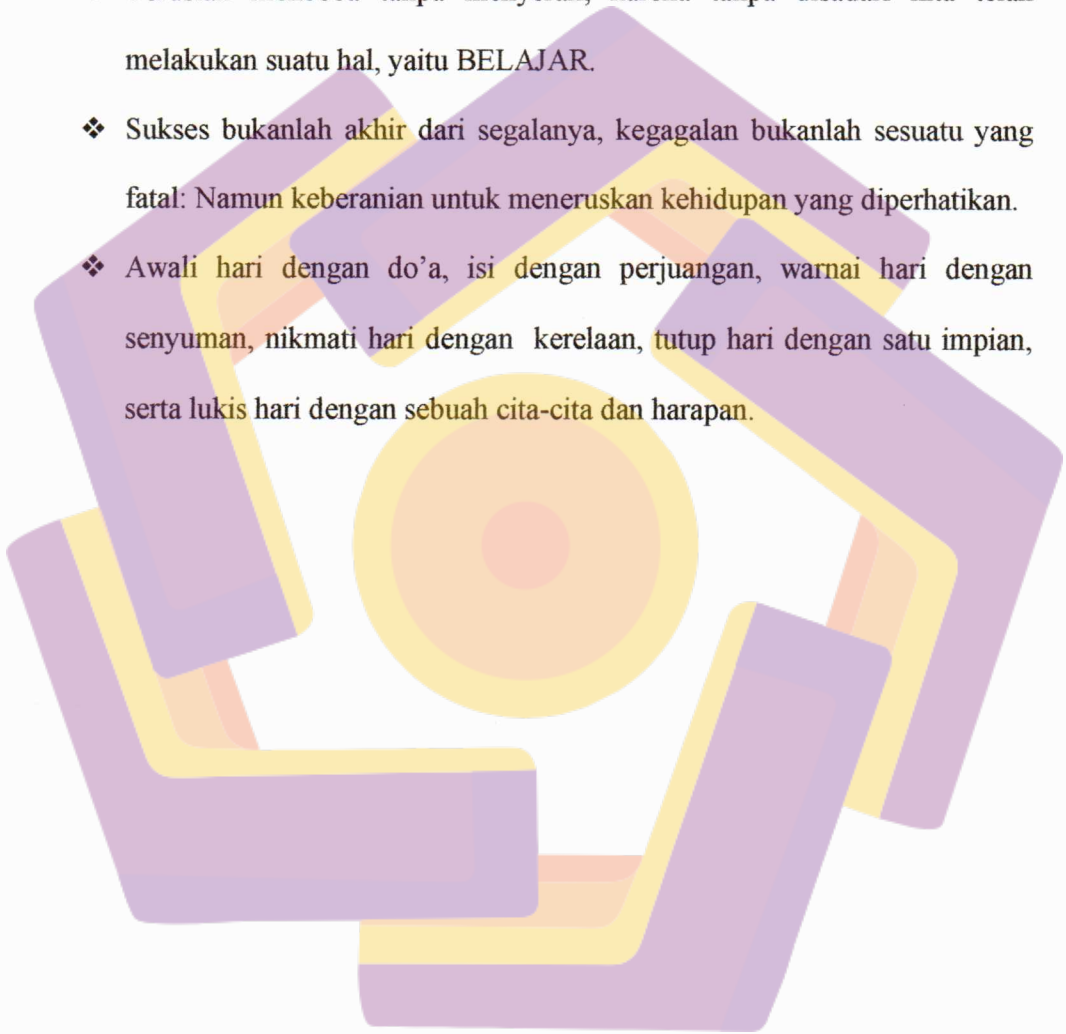 melakukan suatu hal, yaitu BELAJAR.
❖ Sukses bukanlah akhir dari segalanya, kegagalan bukanlah sesuatu yang
fatal: Namun keberanian untuk meneruskan kehidupan yang diperhatikan.
❖ Awali hari dengan do’a, isi dengan perjuangan, warnai hari dengan
senyuman, nikmati hari dengan kerelaan, tutup hari dengan satu impian,
serta lukis hari dengan sebuah cita-cita dan harapan.